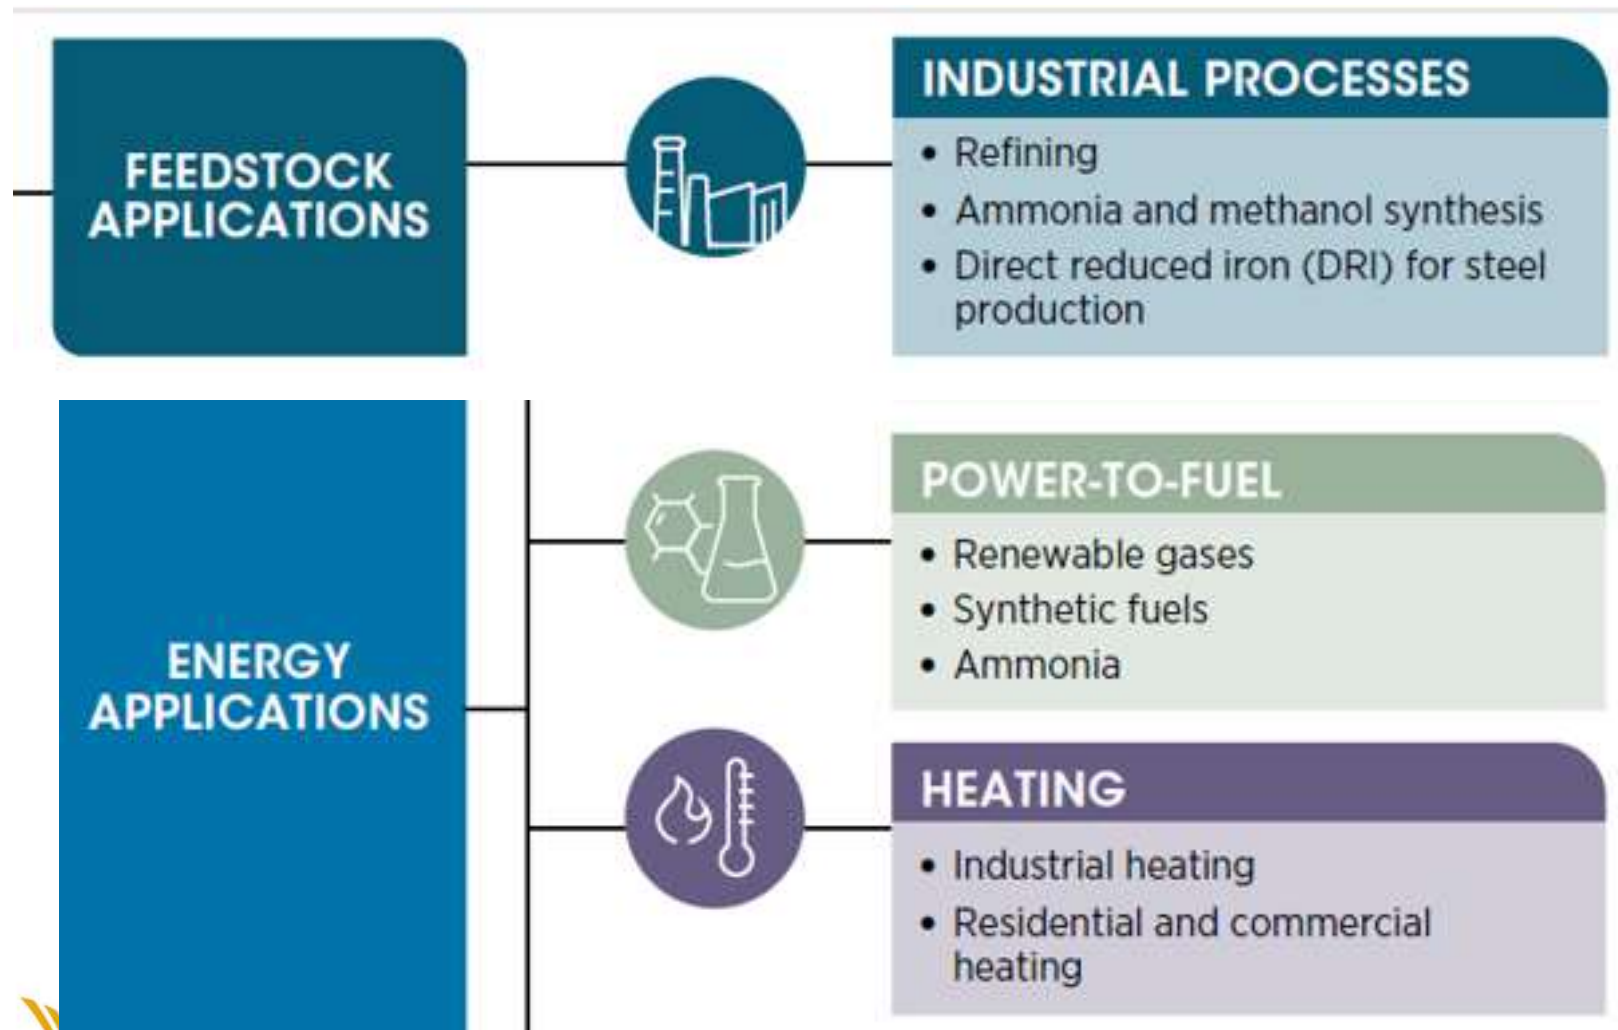 FEEDSTOCK
APPLICATIONS
INDUSTRIAL PROCESSES
• Refining
• Ammonia and methanol synthesis
• Direct reduced iron (DRI) for steel
production
ENERGY
APPLICATIONS
POWER-TO-FUEL
• Renewable gases
• Synthetic fuels
• Ammonia
HEATING
• Industrial heating
• Residential and commercial
heating